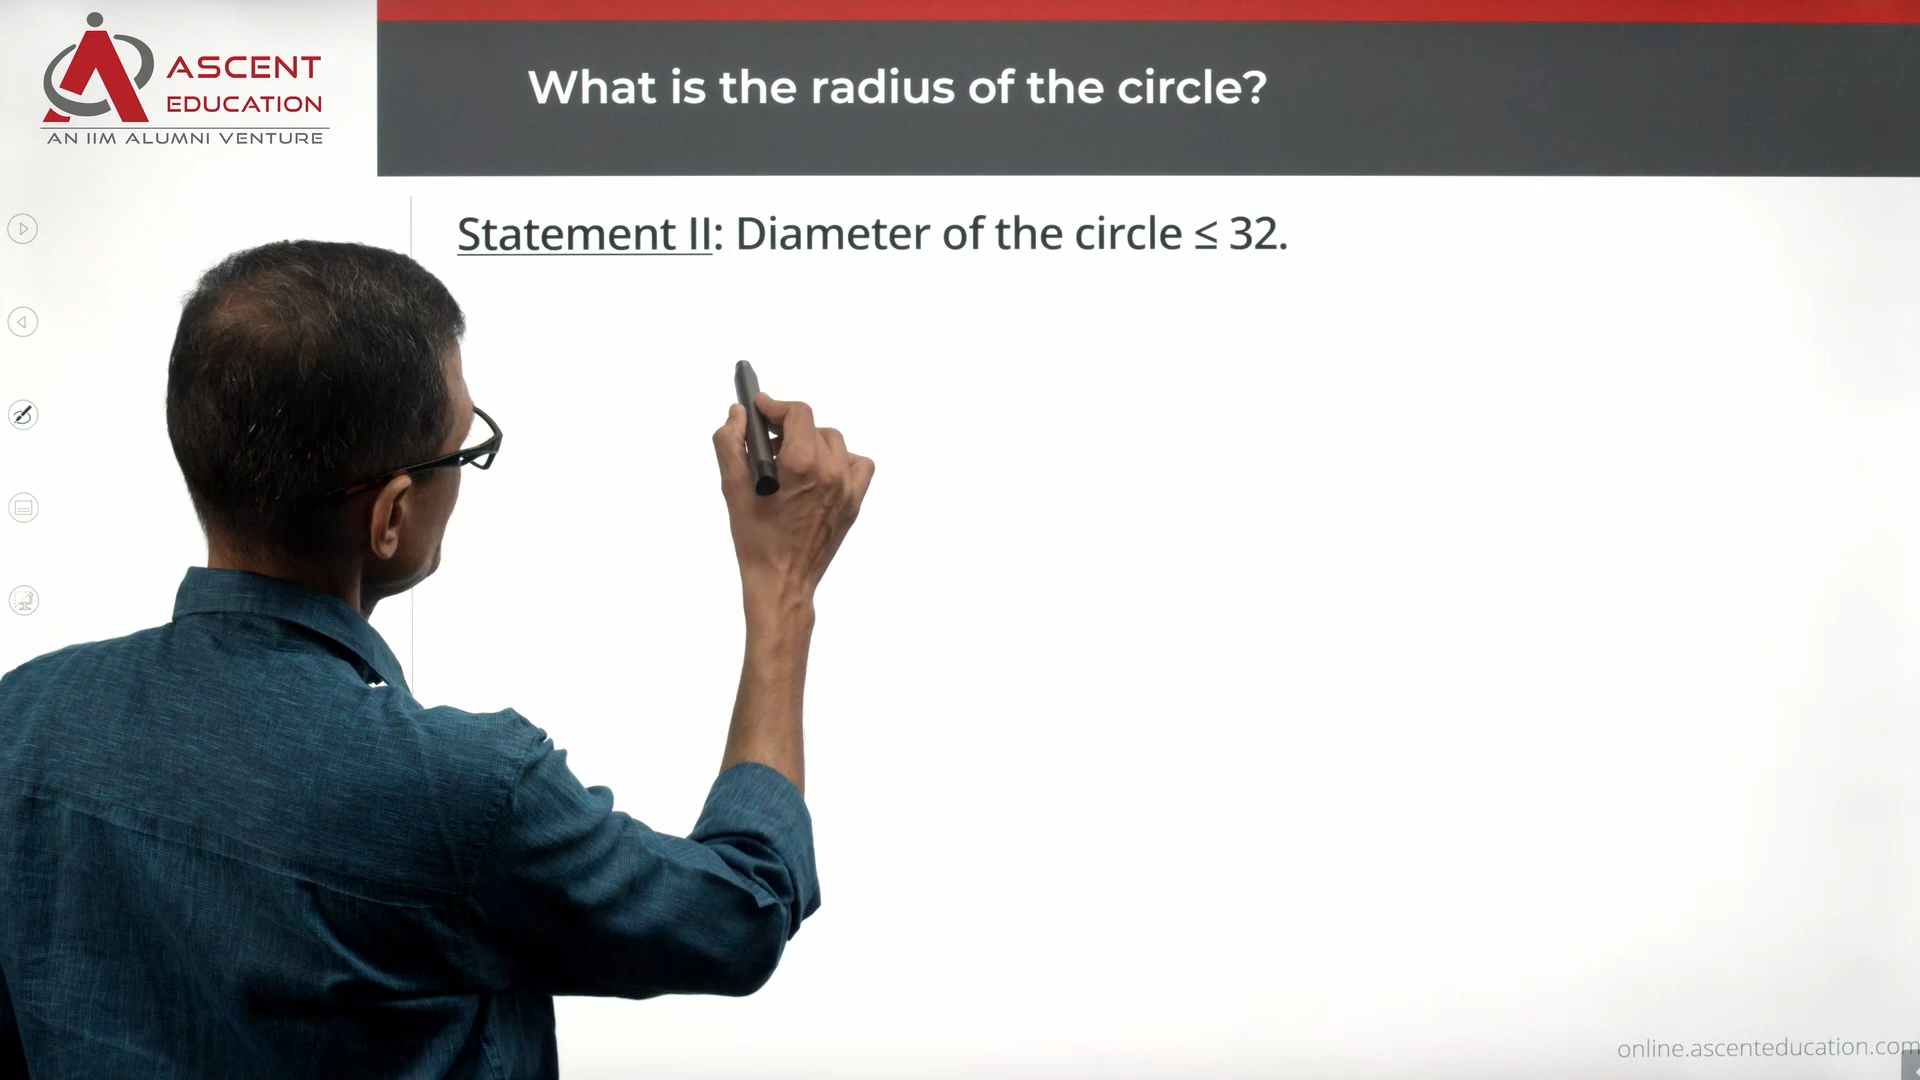 ASCENT
EDUCATION
AN IIM ALUMNI VENTURE
What is the radius of the circle?
Statement II: Diameter of the circle ≤ 32.
online.ascenteducation.com